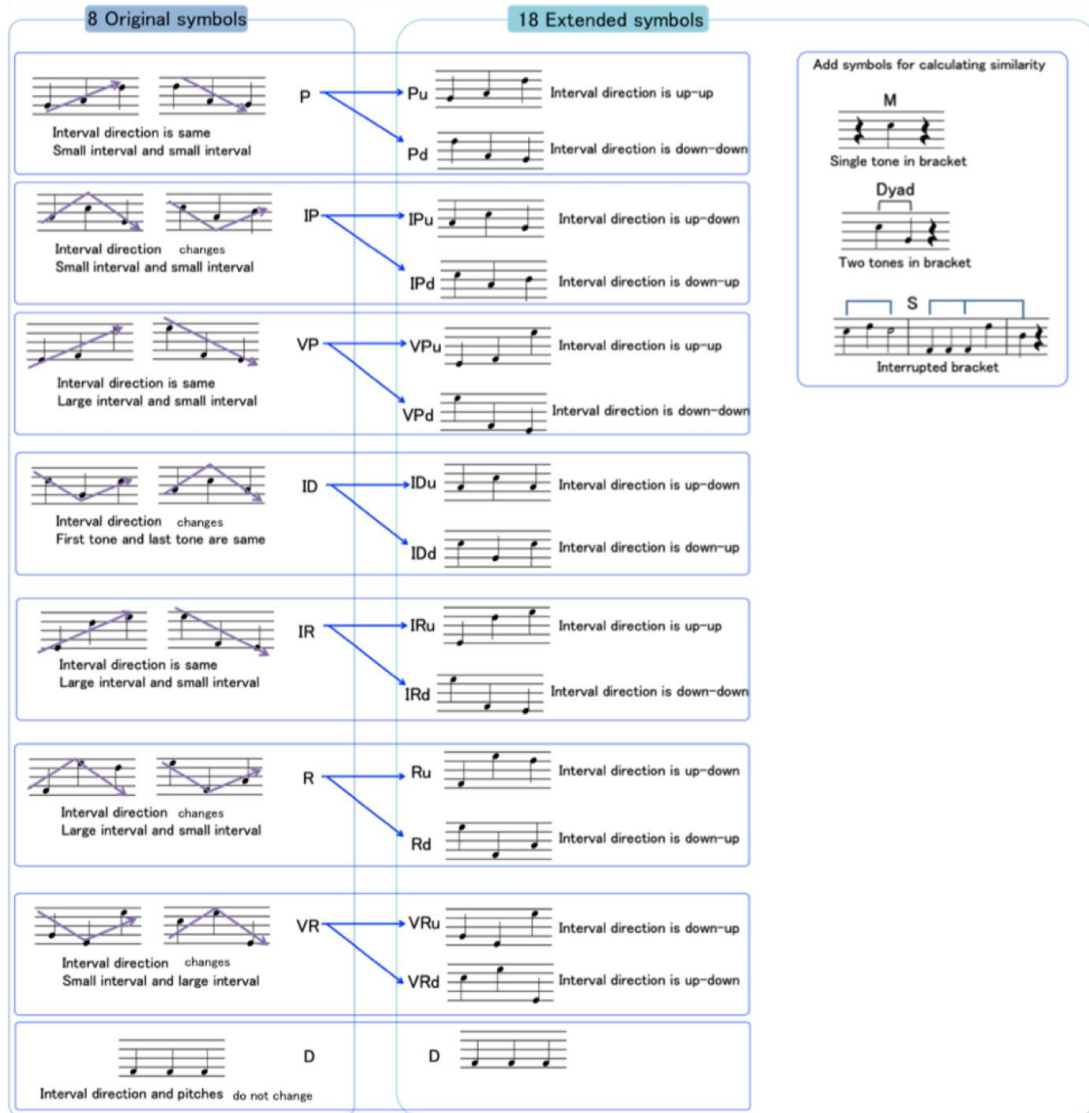 8 Original symbols
18 Extended symbols
Interval direction is same
Small interval and small interval
P
Pu
Interval direction is up-up
Pd
Interval direction is down-down
Interval direction changes
Small interval and small interval
IP
IPu
Interval direction is up-down
IPd
Interval direction is down-up
Interval direction is same
Large interval and small interval
VP
VPu
Interval direction is up-up
VPd
Interval direction is down-down
Interval direction changes
First tone and last tone are same
ID
IDu
Interval direction is up-down
IDd
Interval direction is down-up
Interval direction is same
Large interval and small interval
IR
IRu
Interval direction is up-up
IRd
Interval direction is down-down
Interval direction changes
Large interval and small interval
R
Ru
Interval direction is up-down
Rd
Interval direction is down-up
Interval direction changes
Small interval and large interval
VR
VRu
Interval direction is down-up
VRd
Interval direction is up-down
Interval direction and pitches do not change
D
D
Add symbols for calculating similarity
M
Single tone in bracket
Dyad
Two tones in bracket
S
Interrupted bracket